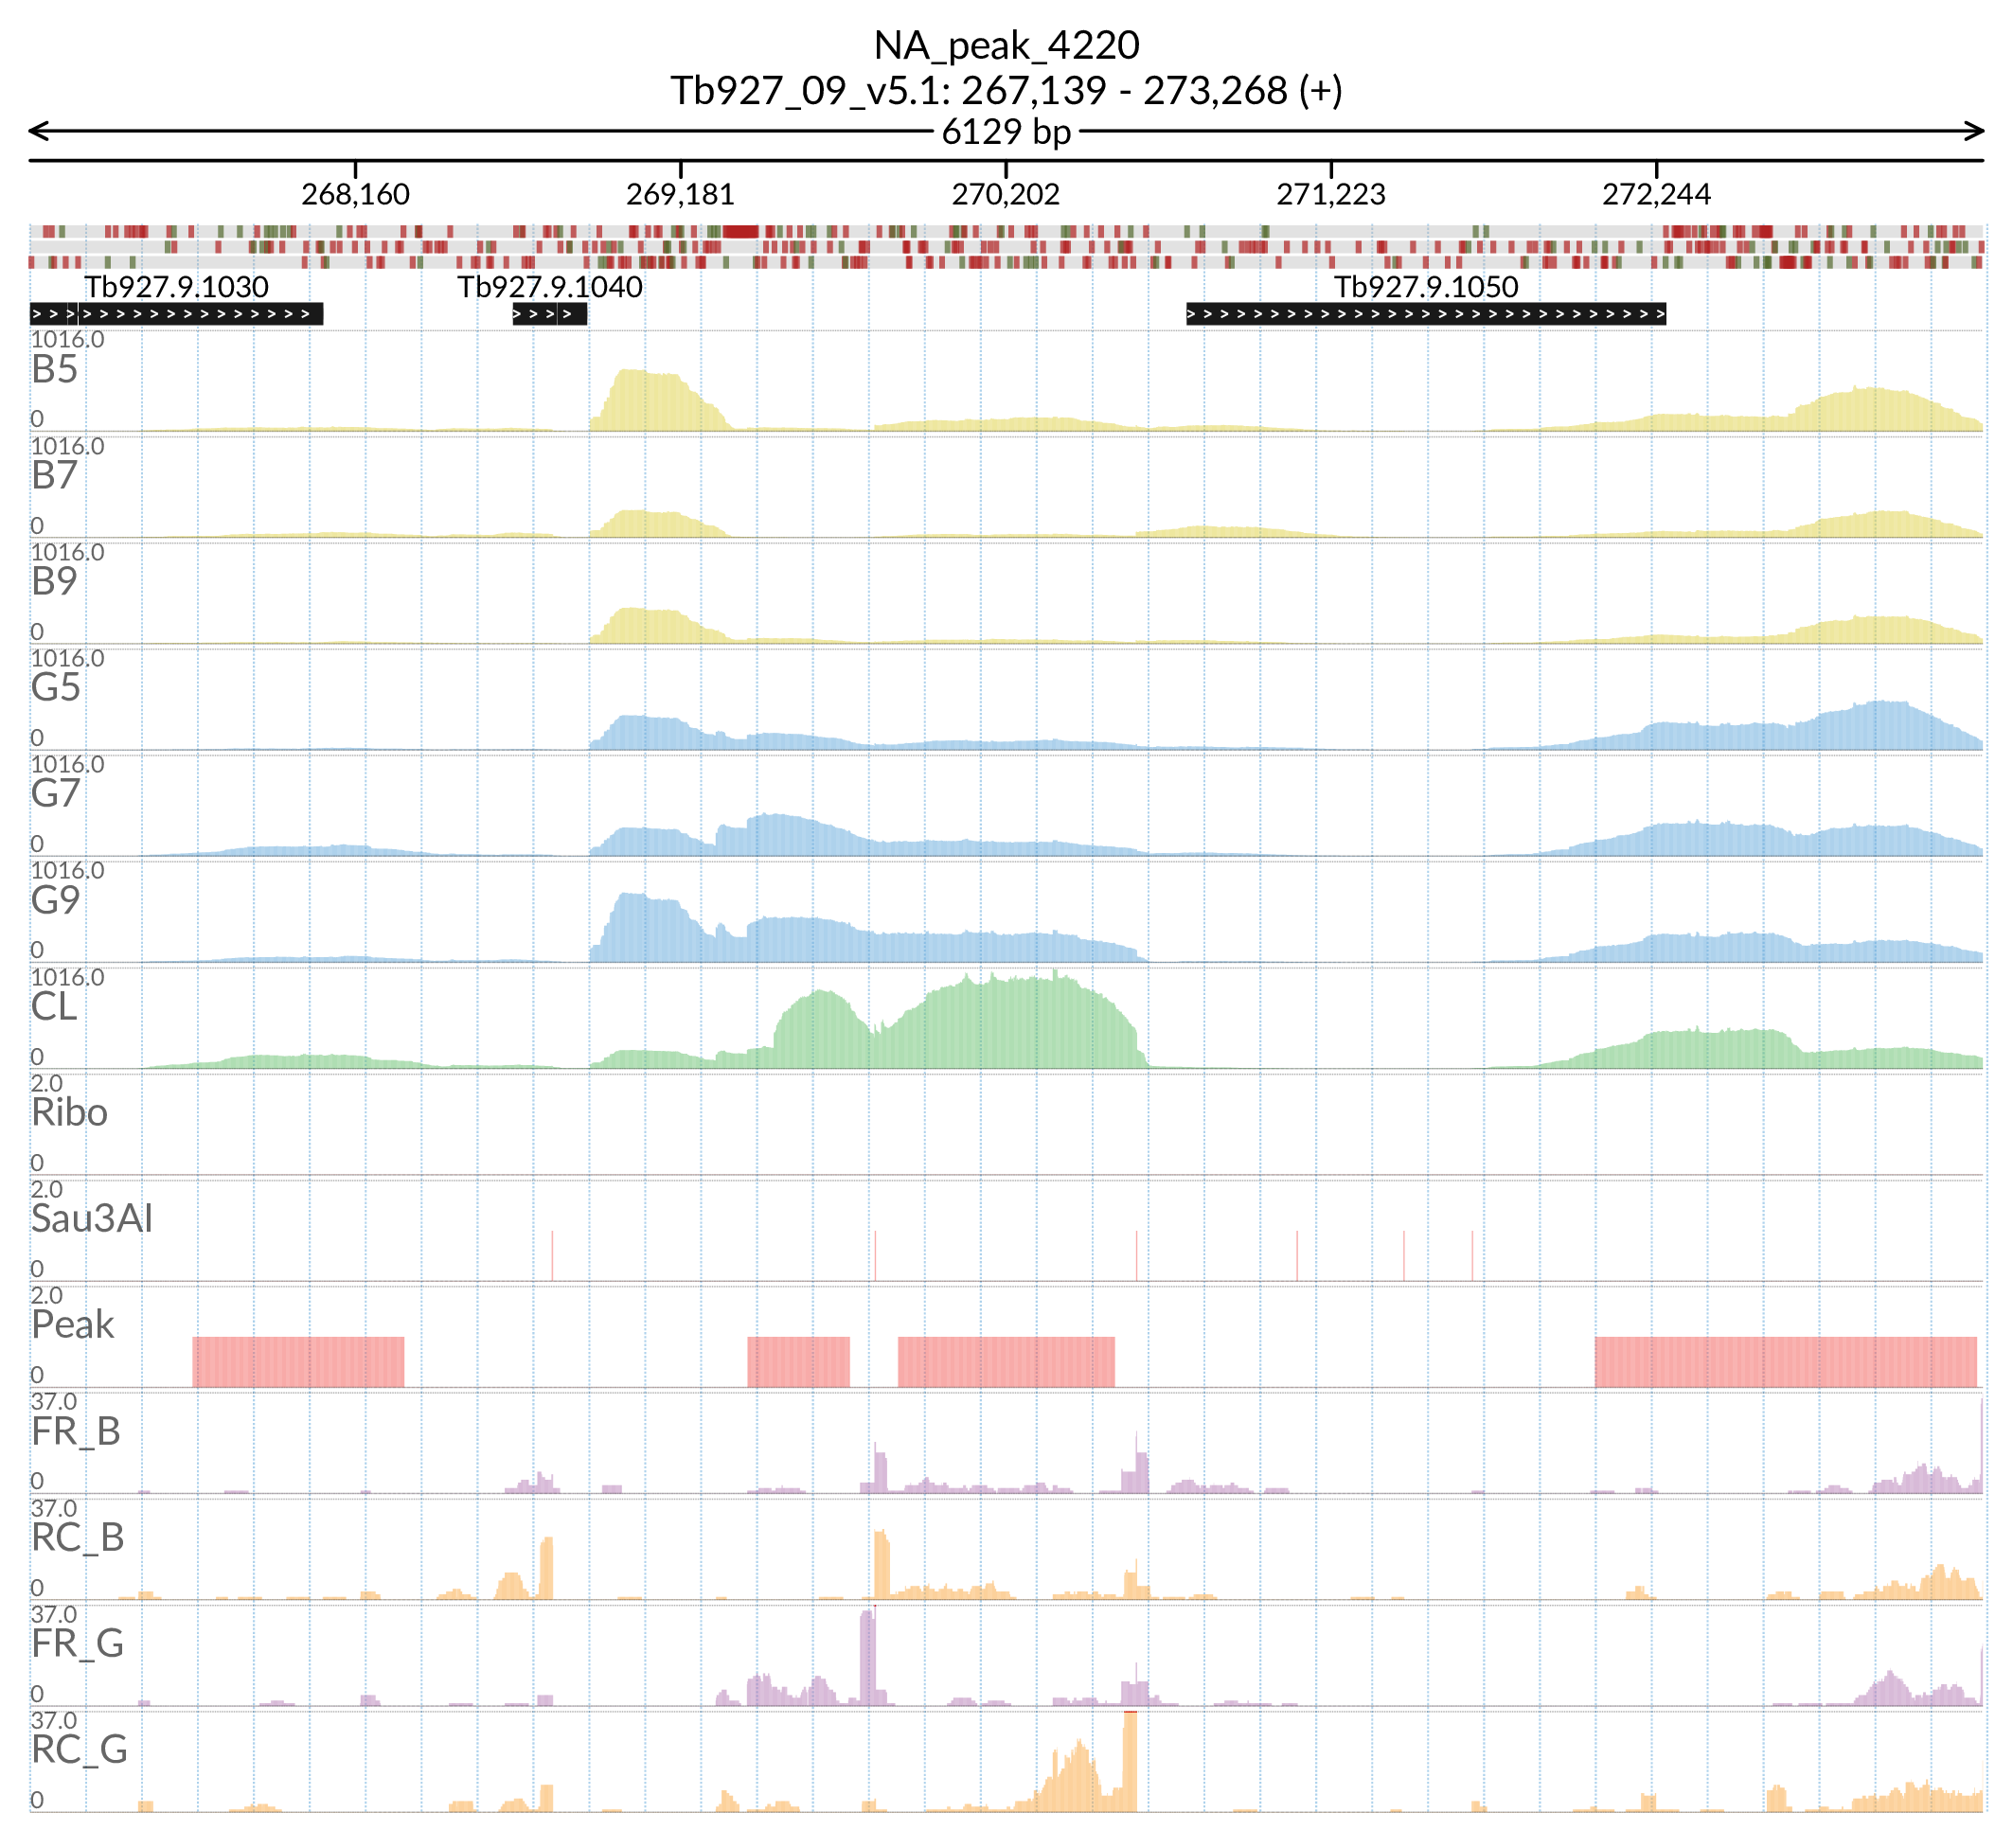 NA_peak_4220
Tb927_09_v5.1: 267,139 - 273,268 (+)
6129 bp
268,160 269,181 270,202 271,223 272,244
Tb927.9.1030 Tb927.9.1040 Tb927.9.1050
1016.0
B5
0
1016.0
B7
0
1016.0
B9
0
1016.0
G5
0
1016.0
G7
0
1016.0
G9
0
1016.0
CL
0
2.0
Ribo
0
2.0
Sau3AI
0
2.0
Peak
0
37.0
FR_B
0
37.0
RC_B
0
37.0
FR_G
0
37.0
RC_G
0